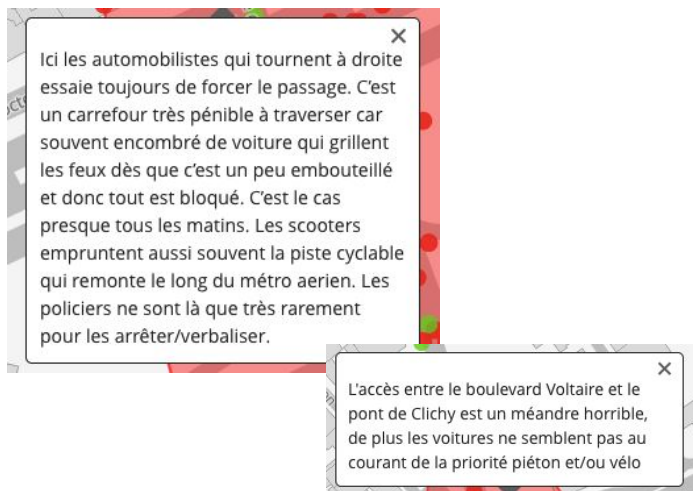 Ici les automobilistes qui tournent à droite
essaie toujours de forcer le passage. C'est
un carrefour très pénible à traverser car
souvent encombré de voiture qui grillent
les feux dès que c'est un peu embouteillé
et donc tout est bloqué. C'est le cas
presque tous les matins. Les scooters
empruntent aussi souvent la piste cyclable
qui remonte le long du métro aerien. Les
policiers ne sont là que très rarement
pour les arrêter/verbaliser.
L'accès entre le boulevard Voltaire et le
pont de Clichy est un méandre horrible,
de plus les voitures ne semblent pas au
courant de la priorité piéton et/ou vélo